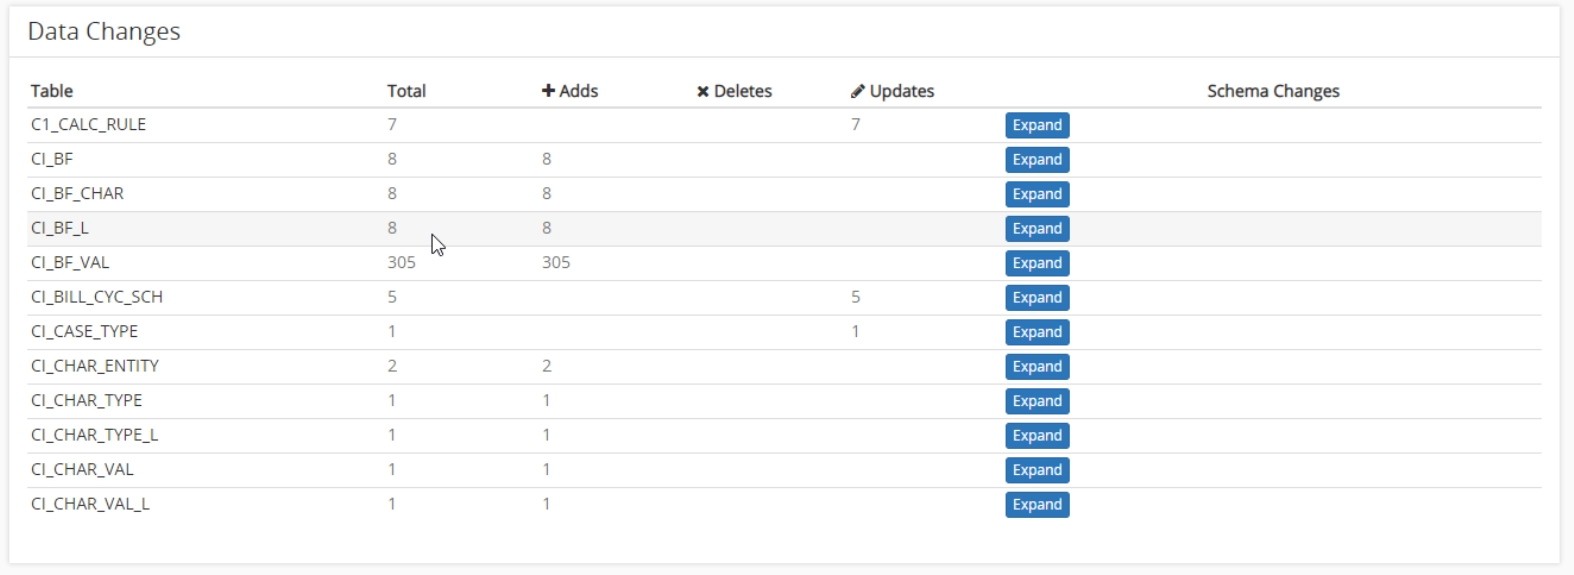 Data Changes
Table Total Adds Deletes Updates Schema Changes
C1_CALC_RULE 7 7 Expand
CI_BF 8 8 Expand
CI_BF_CHAR 8 8 Expand
CI_BF_L 8 8 Expand
CI_BF_VAL 305 305 Expand
CI_BILL_CYC_SCH 5 5 Expand
CI_CASE_TYPE 1 1 Expand
CI_CHAR_ENTITY 2 2 Expand
CI_CHAR_TYPE 1 1 Expand
CI_CHAR_TYPE_L 1 1 Expand
CI_CHAR_VAL 1 1 Expand
CI_CHAR_VAL_L 1 1 Expand